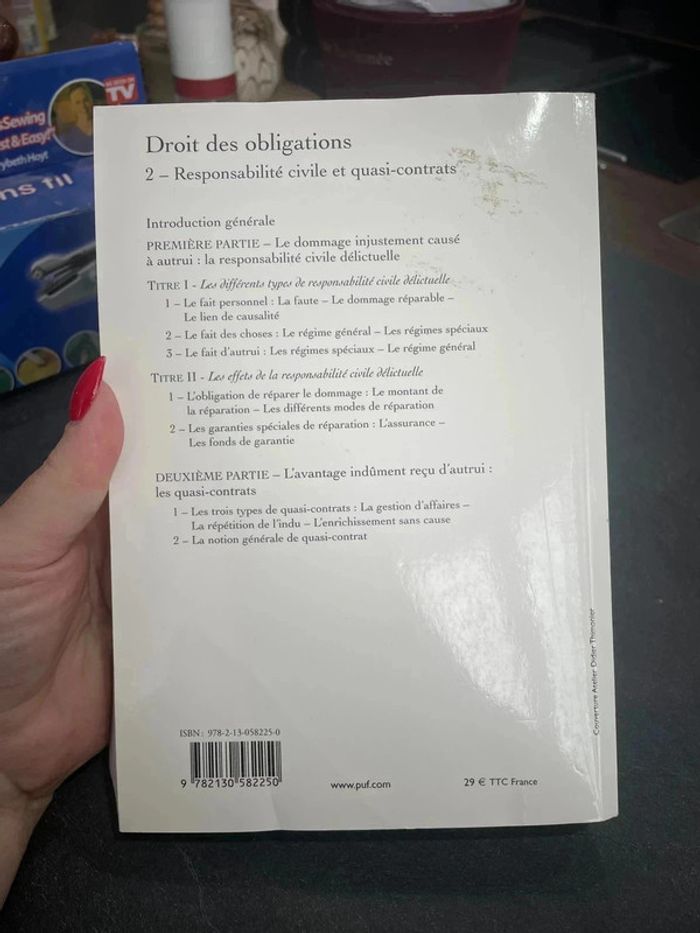 TV
Sewing
st & Easy!
ybeth Hoyt
ns fil
Droit des obligations
2 – Responsabilité civile et quasi-contrats
Introduction générale
PREMIÈRE PARTIE – Le dommage injustement causé
à autrui : la responsabilité civile délictuelle
TITRE I - Les différents types de responsabilité civile délictuelle
1 – Le fait personnel : La faute – Le dommage réparable –
Le lien de causalité
2 – Le fait des choses : Le régime général – Les régimes spéciaux
3 – Le fait d'autrui : Les régimes spéciaux – Le régime général
TITRE II - Les effets de la responsabilité civile délictuelle
1 – L'obligation de réparer le dommage : Le montant de
la réparation – Les différents modes de réparation
2 – Les garanties spéciales de réparation : L'assurance –
Les fonds de garantie
DEUXIÈME PARTIE – L'avantage indûment reçu d'autrui :
les quasi-contrats
1 – Les trois types de quasi-contrats : La gestion d'affaires –
La répétition de l'indu – L'enrichissement sans cause
2 – La notion générale de quasi-contrat
Couverture Atelier Didier Thimonier
ISBN : 978-2-13-058225-0
9 782130 582250
www.puf.com
29 € TTC France